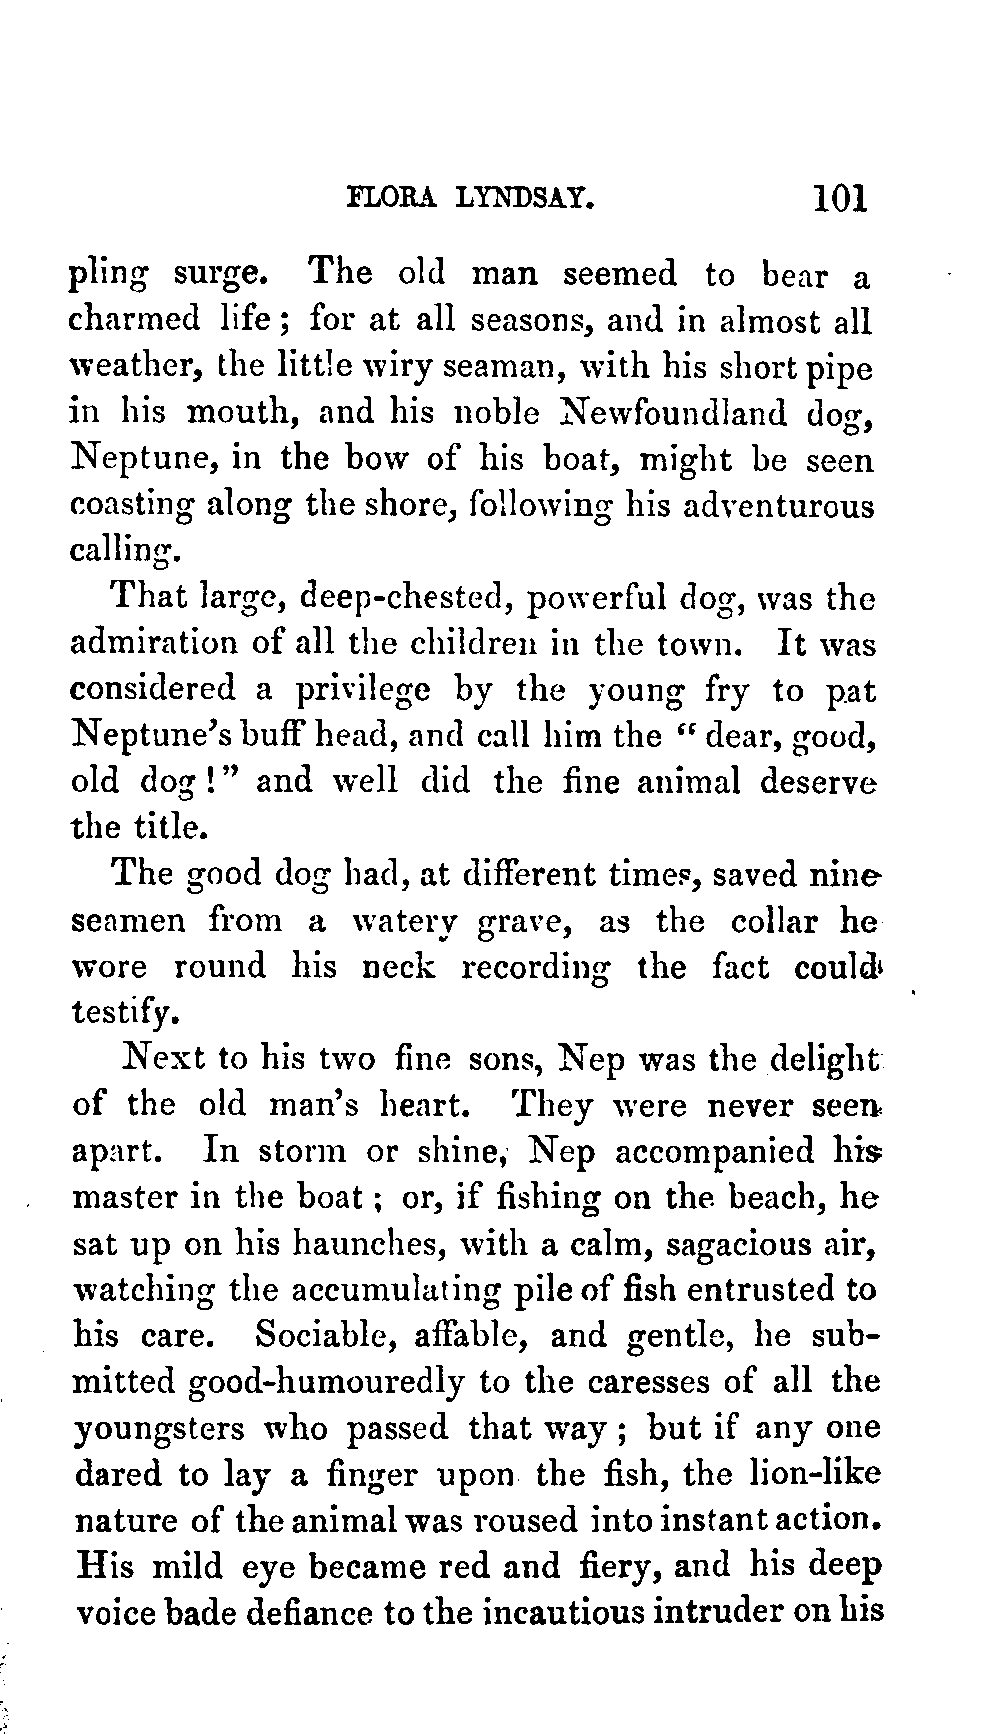 FLORA LYNDSAY. 101
pling surge. The old man seemed to bear a
charmed life ; for at all seasons, and in almost all
weather, the little wiry seaman, with his short pipe
in his mouth, and his noble Newfoundland dog,
Neptune, in the bow of his boat, might be seen
coasting along the shore, following his adventurous
calling.
That large, deep-chested, powerful dog, was the
admiration of all the children in the town. It was
considered a privilege by the young fry to pat
Neptune's buff head, and call him the “ dear, good,
old dog ! ” and well did the fine animal deserve
the title.
The good dog had, at different times, saved nine
seamen from a watery grave, as the collar he
wore round his neck recording the fact could
testify.
Next to his two fine sons, Nep was the delight
of the old man's heart. They were never seen
apart. In storm or shine, Nep accompanied his
master in the boat ; or, if fishing on the beach, he
sat up on his haunches, with a calm, sagacious air,
watching the accumulating pile of fish entrusted to
his care. Sociable, affable, and gentle, he sub-
mitted good-humouredly to the caresses of all the
youngsters who passed that way ; but if any one
dared to lay a finger upon the fish, the lion-like
nature of the animal was roused into instant action.
His mild eye became red and fiery, and his deep
voice bade defiance to the incautious intruder on his